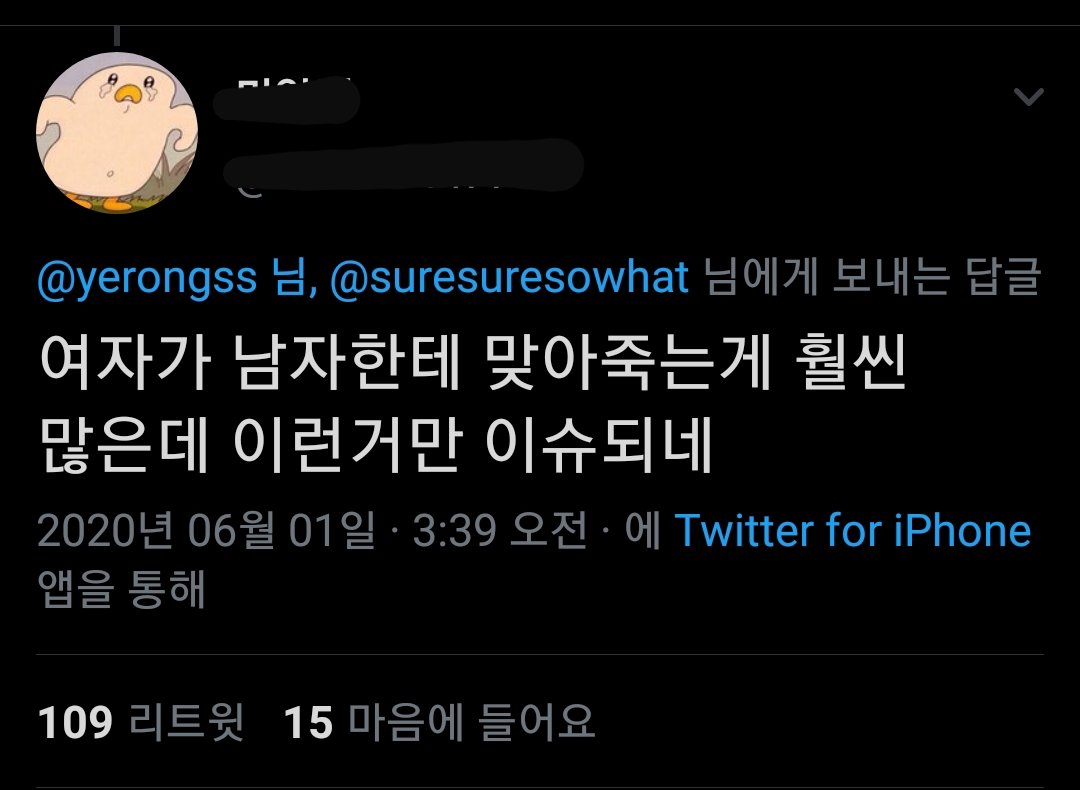 @yerongss 님, @suresuresowhat 님에게 보내는 답글
여자가 남자한테 맞아죽는게 훨씬
많은데 이런거만 이슈되네
2020년 06월 01일 · 3:39 오전 · 에 Twitter for iPhone
앱을 통해
109 리트윗 15 마음에 들어요